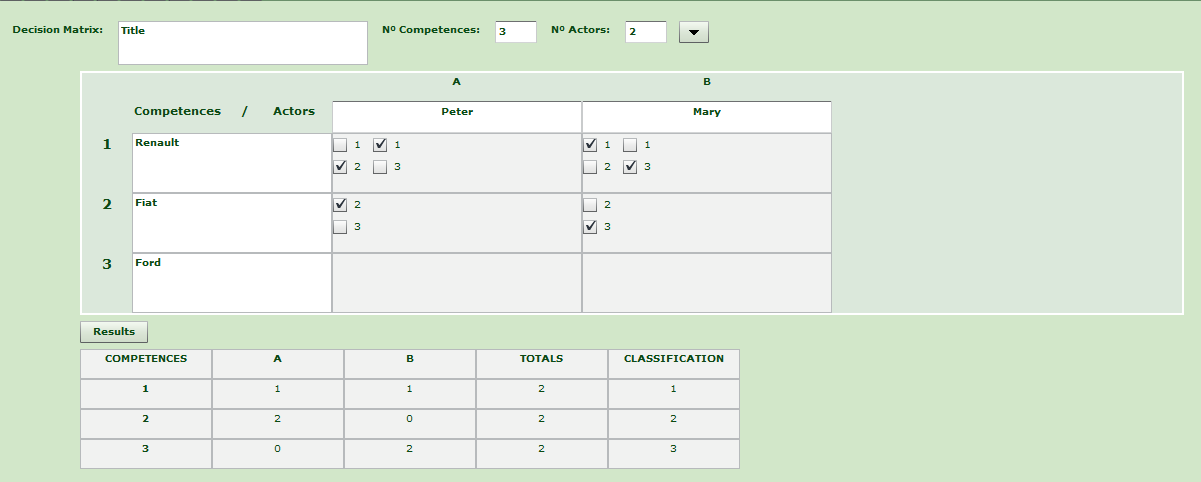 Decision Matrix: Title Nº Competences: 3 Nº Actors: 2
A B
Competences / Actors Peter Mary
1 Renault 1 1 1 1
2 3 2 3
2 Fiat 2 2
3 3
3 Ford
Results
COMPETENCES A B TOTALS CLASSIFICATION
1 1 1 2 1
2 2 0 2 2
3 0 2 2 3